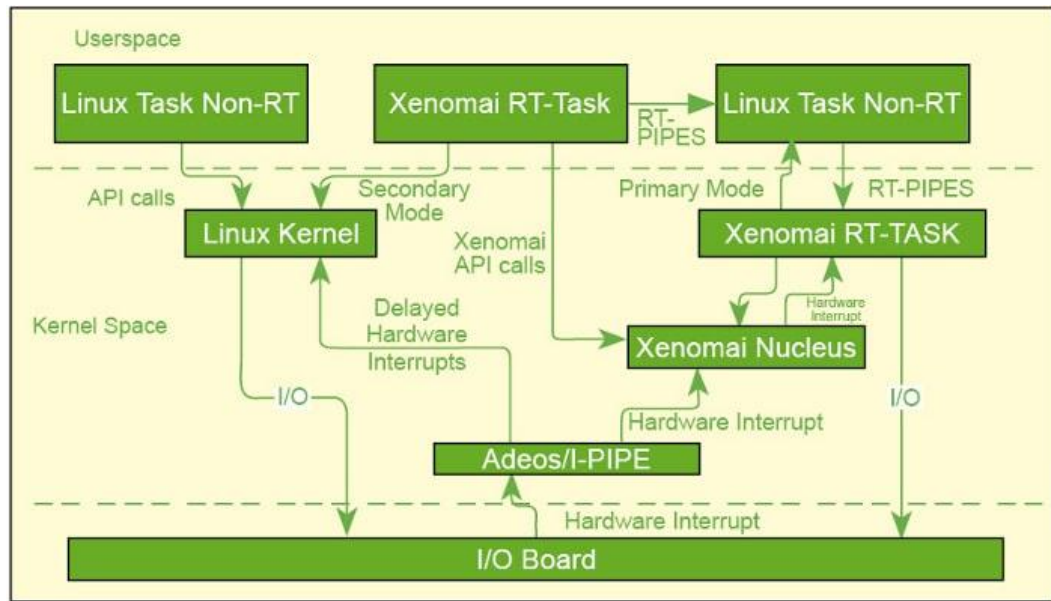 Userspace
Linux Task Non-RT
Xenomai RT-Task
RT-
PIPES
Linux Task Non-RT
API calls
Secondary
Mode
Primary Mode
RT-PIPES
Linux Kernel
Xenomai
API calls
Xenomai RT-TASK
Kernel Space
Delayed
Hardware
Interrupts
Hardware
Interrupt
Xenomai Nucleus
I/O
I/O
Hardware Interrupt
Adeos/I-PIPE
Hardware Interrupt
I/O Board